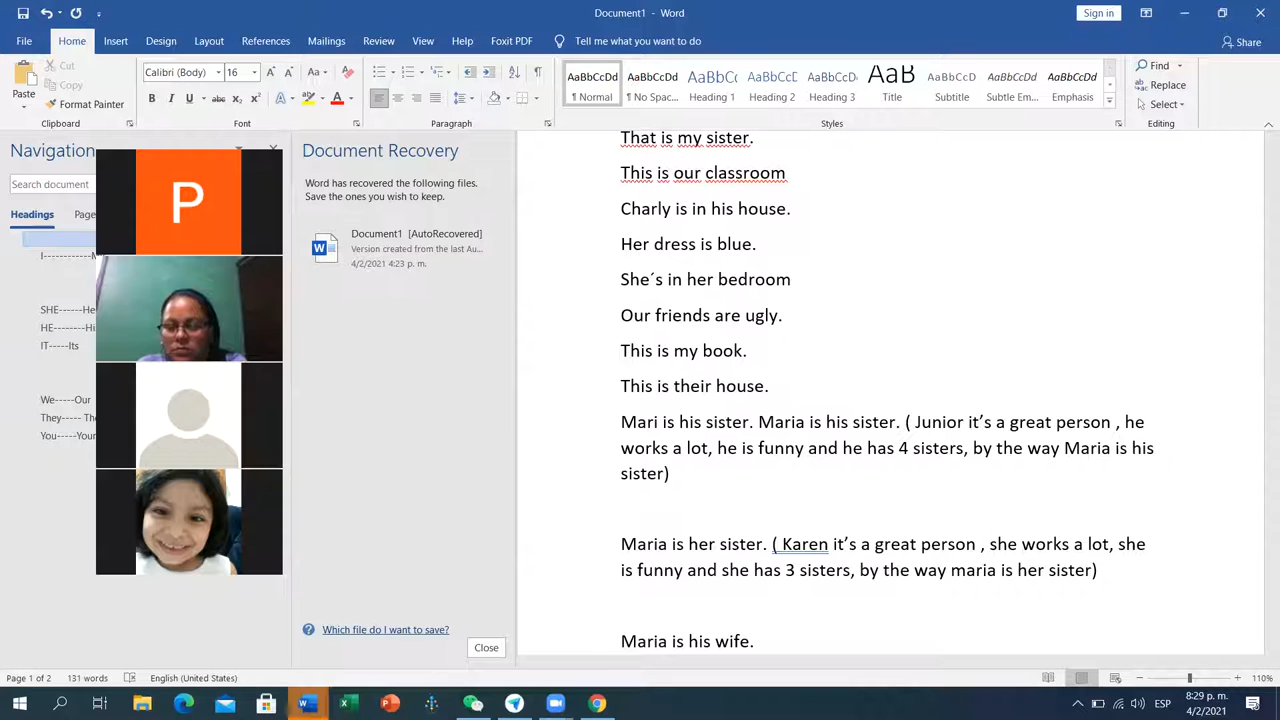 Document1 - Word
Sign in
File Home Insert Design Layout References Mailings Review View Help Foxit PDF Tell me what you want to do Share
Paste
Cut
Copy
Format Painter
Clipboard
Calibri (Body) 16
Font
Paragraph
AaBbCcDd AaBbCcDd AaBbC AaBbCcD AaBbCcD AaB AaBbCcD AaBbCcDd AaBbCcDd
¶ Normal ¶ No Spac... Heading 1 Heading 2 Heading 3 Title Subtitle Subtle Em... Emphasis
Styles
Find
Replace
Select
Editing
Navigation
Search document
Headings
I------
SHE------
HE------
IT-----Its
We----Our
They----
You----
P
Document Recovery
Word has recovered the following files.
Save the ones you wish to keep.
Document1 [AutoRecovered]
Version created from the last Au...
4/2/2021 4:23 p. m.
Which file do I want to save?
Close
That is my sister.
This is our classroom
Charly is in his house.
Her dress is blue.
She´s in her bedroom
Our friends are ugly.
This is my book.
This is their house.
Mari is his sister. Maria is his sister. ( Junior it’s a great person , he
works a lot, he is funny and he has 4 sisters, by the way Maria is his
sister)
Maria is her sister. ( Karen it’s a great person , she works a lot, she
is funny and she has 3 sisters, by the way maria is her sister)
Maria is his wife.
Page 1 of 2 131 words English (United States) 110%
ESP
8:29 p. m.
4/2/2021